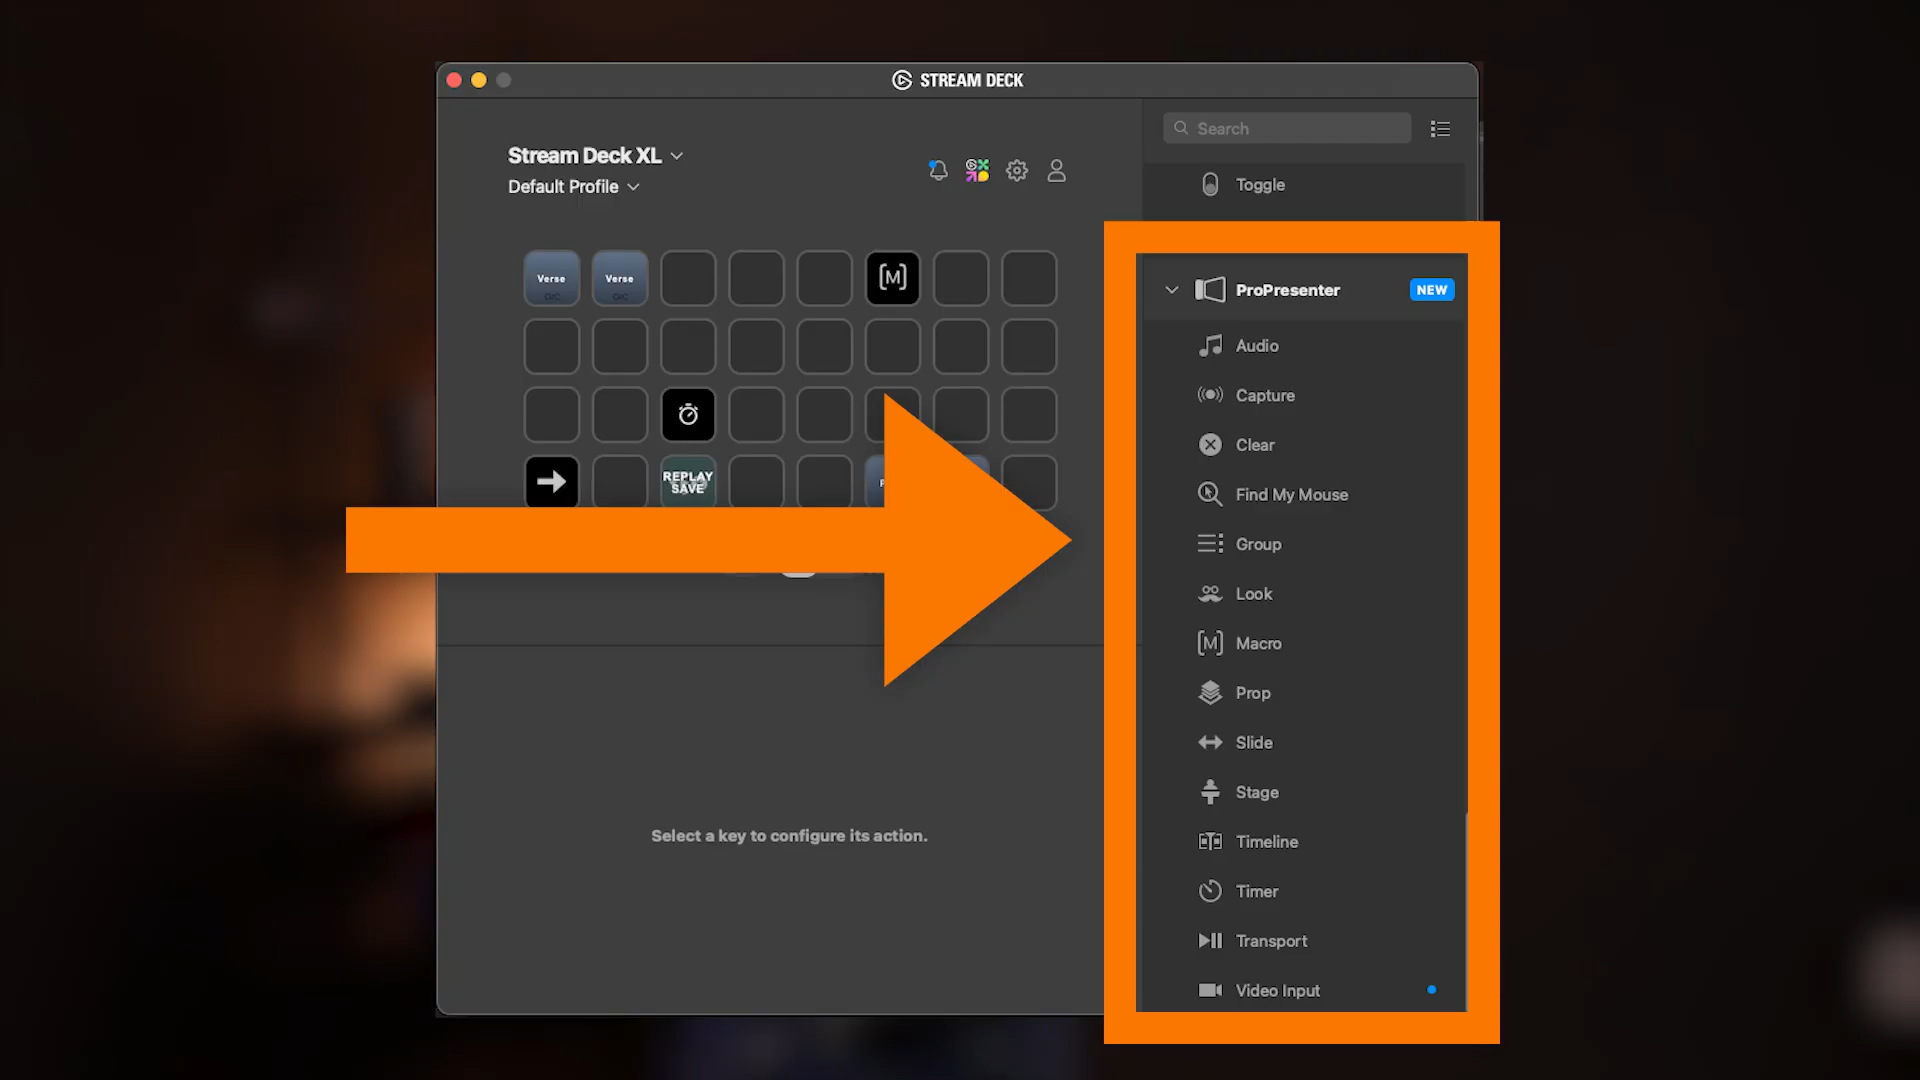 STREAM DECK
Stream Deck XL
Default Profile
Search
Toggle
Verse
Verse
[M]
REPLAY
SAVE
ProPresenter
NEW
Audio
Capture
Clear
Find My Mouse
Group
Look
[M] Macro
Prop
Slide
Stage
Timeline
Timer
Transport
Video Input
Select a key to configure its action.